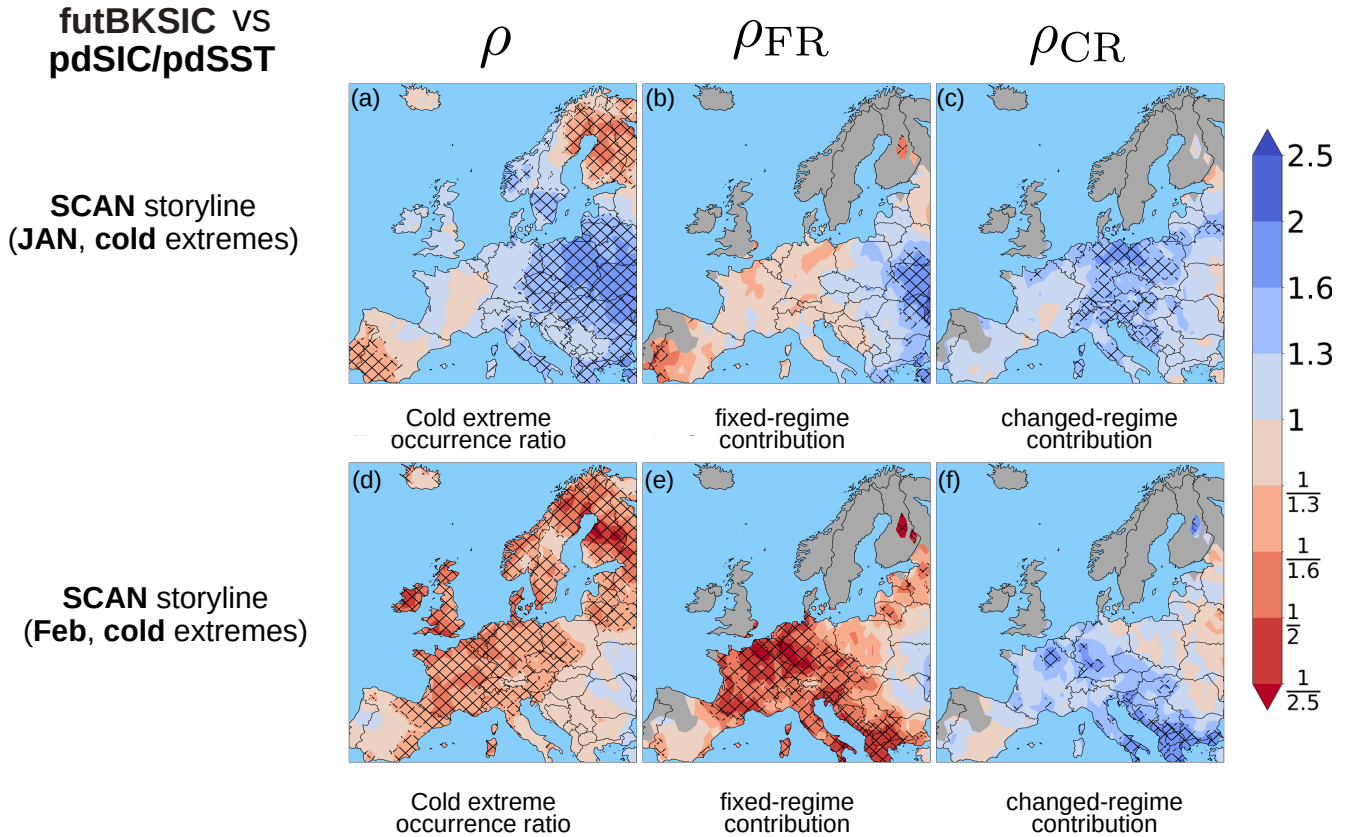 futBKSIC vs
pdSIC/pdSST
ρ
ρFR
ρCR
(a)
(b)
(c)
SCAN storyline
(JAN, cold extremes)
Cold extreme
occurrence ratio
fixed-regime
contribution
changed-regime
contribution
(d)
(e)
(f)
SCAN storyline
(Feb, cold extremes)
Cold extreme
occurrence ratio
fixed-regime
contribution
changed-regime
contribution
2.5
2
1.6
1.3
1
1/1.3
1/1.6
1/2
1/2.5